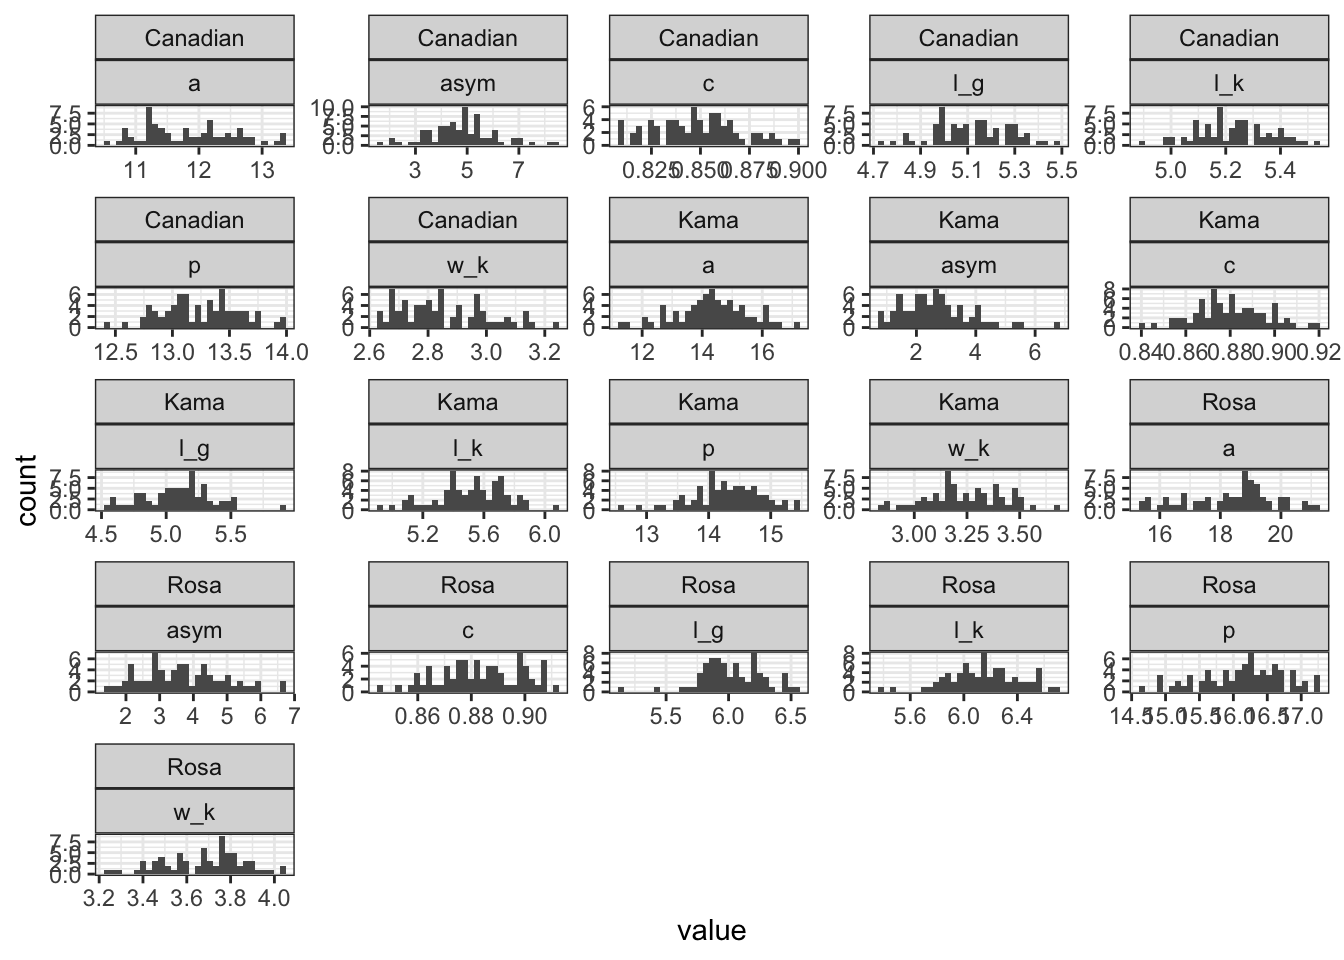 Canadian Canadian Canadian Canadian Canadian
a asym c l_g l_k
7.5 5.0 2.5 0.0 10.0 7.5 5.0 2.5 0.0 6 4 2 0 7.5 5.0 2.5 0.0 7.5 5.0 2.5 0.0
11 12 13 3 5 7 0.825 0.850 0.875 0.900 4.7 4.9 5.1 5.3 5.5 5.0 5.2 5.4
Canadian Canadian Kama Kama Kama
p w_k a asym c
6 4 2 0 6 4 2 0 6 4 2 0 6 4 2 0 8 6 4 2 0
12.5 13.0 13.5 14.0 2.6 2.8 3.0 3.2 12 14 16 2 4 6 0.84 0.86 0.88 0.90 0.92
Kama Kama Kama Kama Rosa
l_g l_k p w_k a
7.5 5.0 2.5 0.0 8 6 4 2 0 8 6 4 2 0 7.5 5.0 2.5 0.0 7.5 5.0 2.5 0.0
4.5 5.0 5.5 5.2 5.6 6.0 13 14 15 3.00 3.25 3.50 16 18 20
count
Rosa Rosa Rosa Rosa Rosa
asym c l_g l_k p
6 4 2 0 6 4 2 0 8 6 4 2 0 8 6 4 2 0 6 4 2 0
2 3 4 5 6 7 0.86 0.88 0.90 5.5 6.0 6.5 5.6 6.0 6.4 14.5 15.0 15.5 16.0 16.5 17.0
Rosa
w_k
7.5 5.0 2.5 0.0
3.2 3.4 3.6 3.8 4.0
value